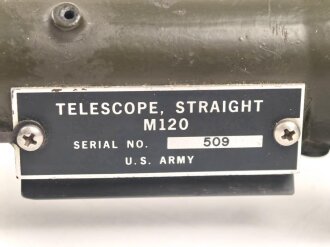 TELESCOPE, STRAIGHT
M120
SERIAL NO. 509
U.S. ARMY